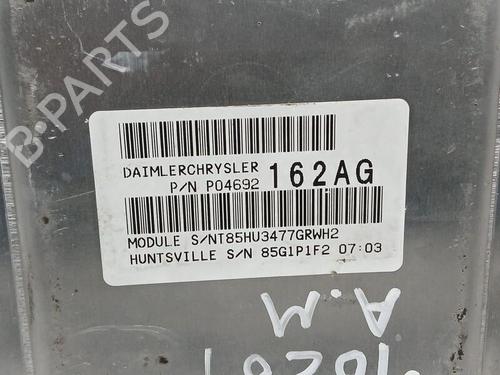 B-PARTS
DAIMLERCHRYSLER
P/N P04692 162AG
MODULE S/NT85HU3477GRWH2
HUNTSVILLE S/N 85G1P1F2 07:03
A.M